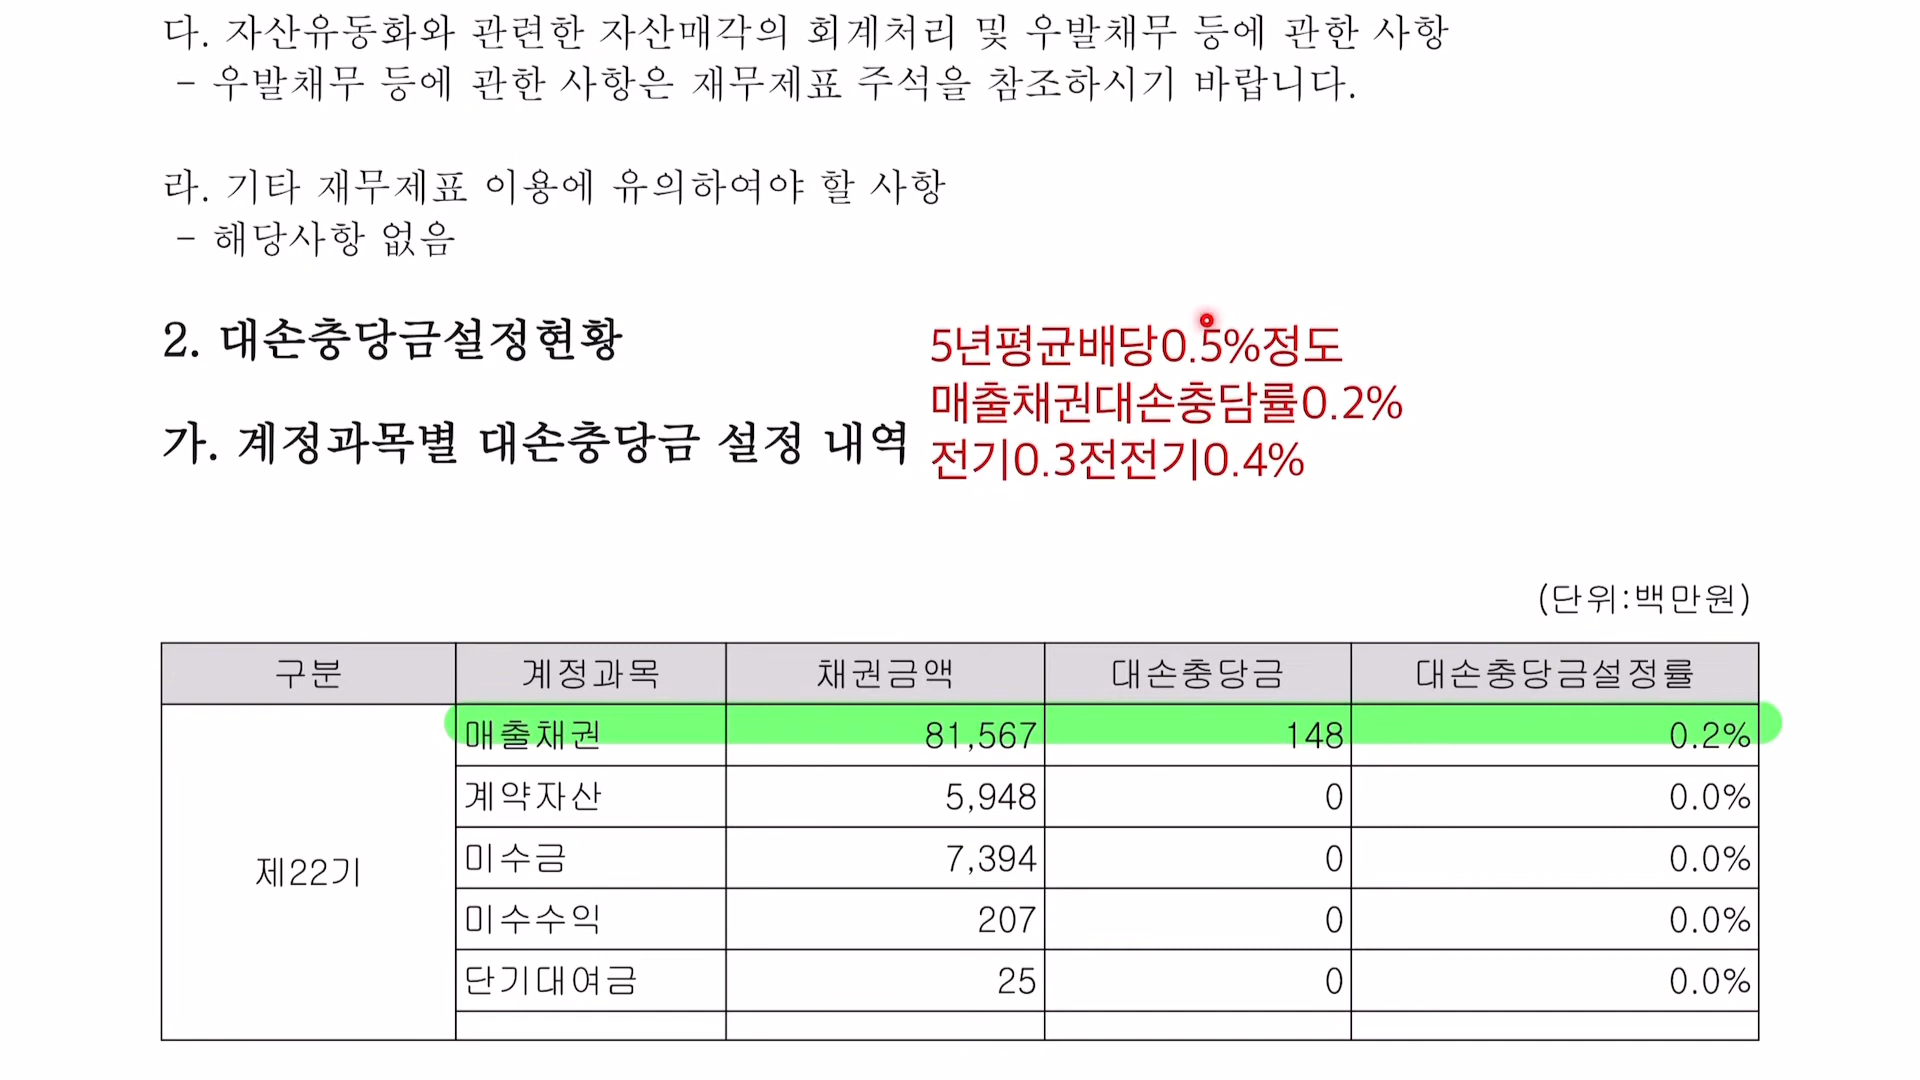 다. 자산유동화와 관련한 자산매각의 회계처리 및 우발채무 등에 관한 사항
- 우발채무 등에 관한 사항은 재무제표 주석을 참조하시기 바랍니다.
라. 기타 재무제표 이용에 유의하여야 할 사항
- 해당사항 없음
2. 대손충당금설정현황
5년평균배당0.5%정도
매출채권대손충담률0.2%
가. 계정과목별 대손충당금 설정 내역
전기0.3전전기0.4%
(단위:백만원)
구분 계정과목 채권금액 대손충당금 대손충당금설정률
매출채권 81,567 148 0.2%
계약자산 5,948 0 0.0%
제22기 미수금 7,394 0 0.0%
미수수익 207 0 0.0%
단기대여금 25 0 0.0%